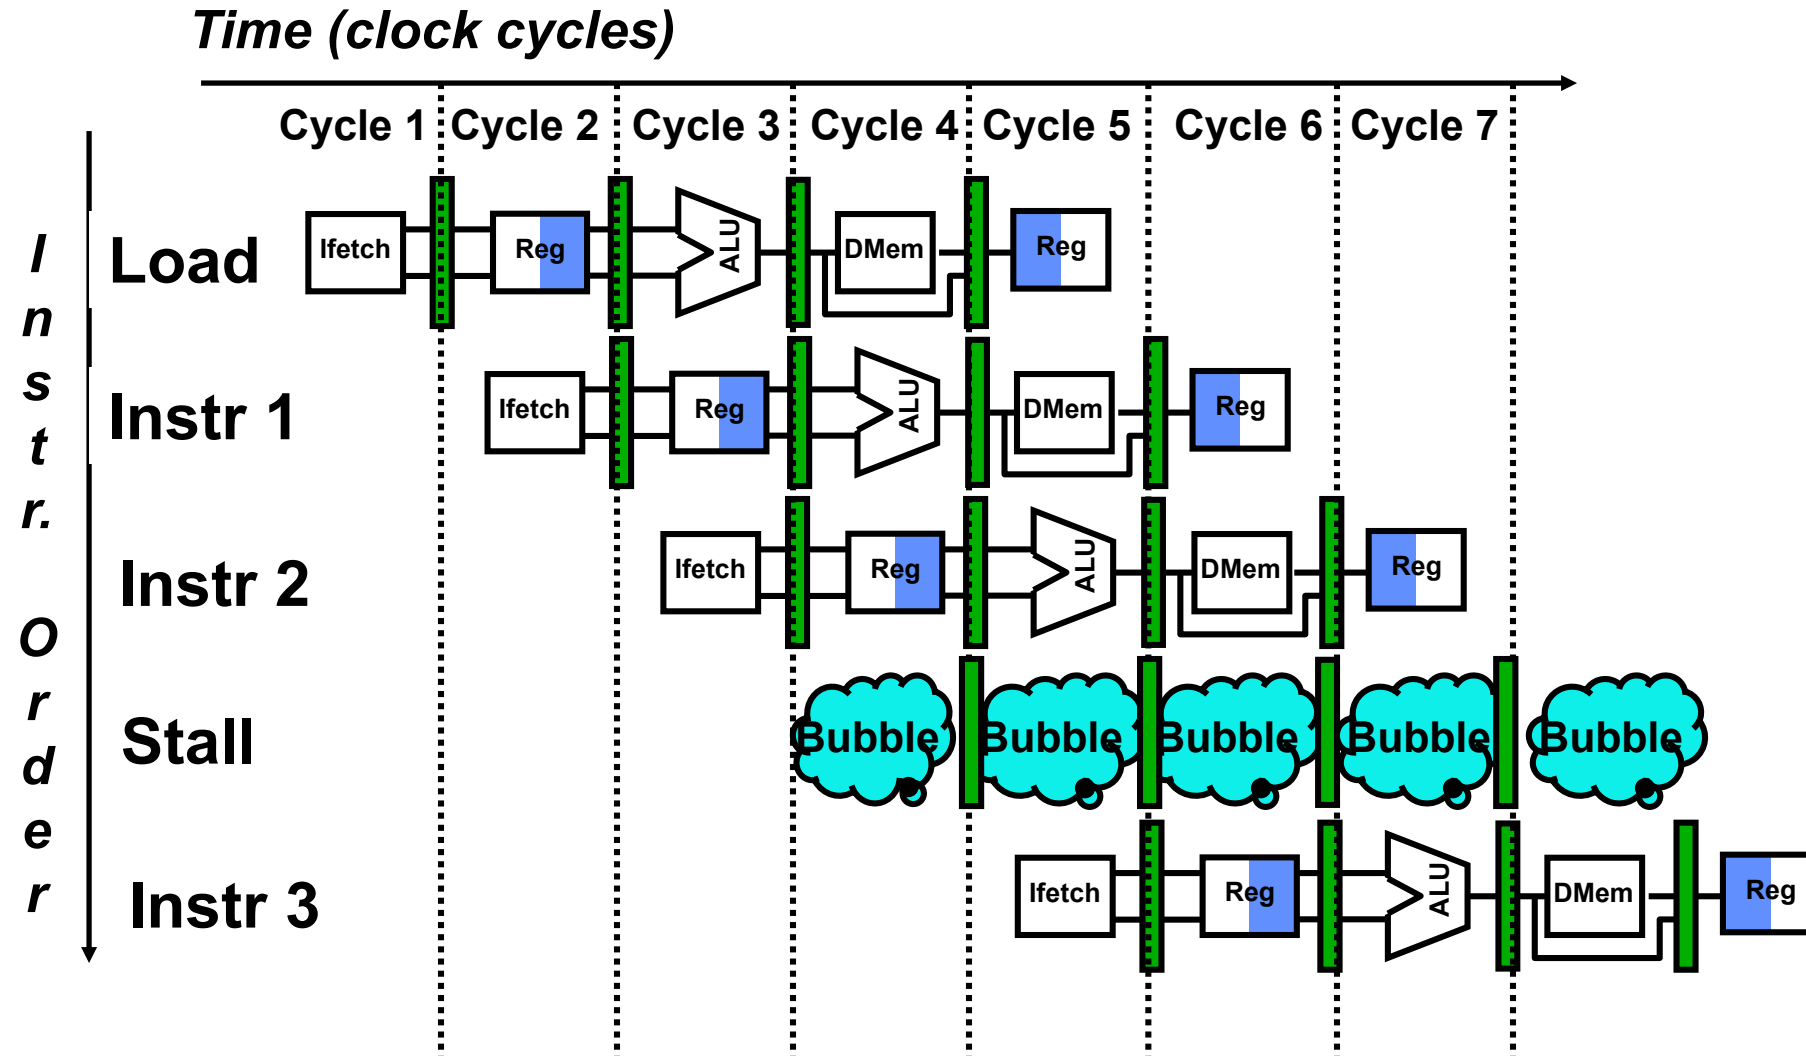 Time (clock cycles)
Cycle 1 Cycle 2 Cycle 3 Cycle 4 Cycle 5 Cycle 6 Cycle 7
Instr. Order
Load Ifetch Reg ALU DMem Reg
Instr 1 Ifetch Reg ALU DMem Reg
Instr 2 Ifetch Reg ALU DMem Reg
Stall Bubble Bubble Bubble Bubble Bubble
Instr 3 Ifetch Reg ALU DMem Reg